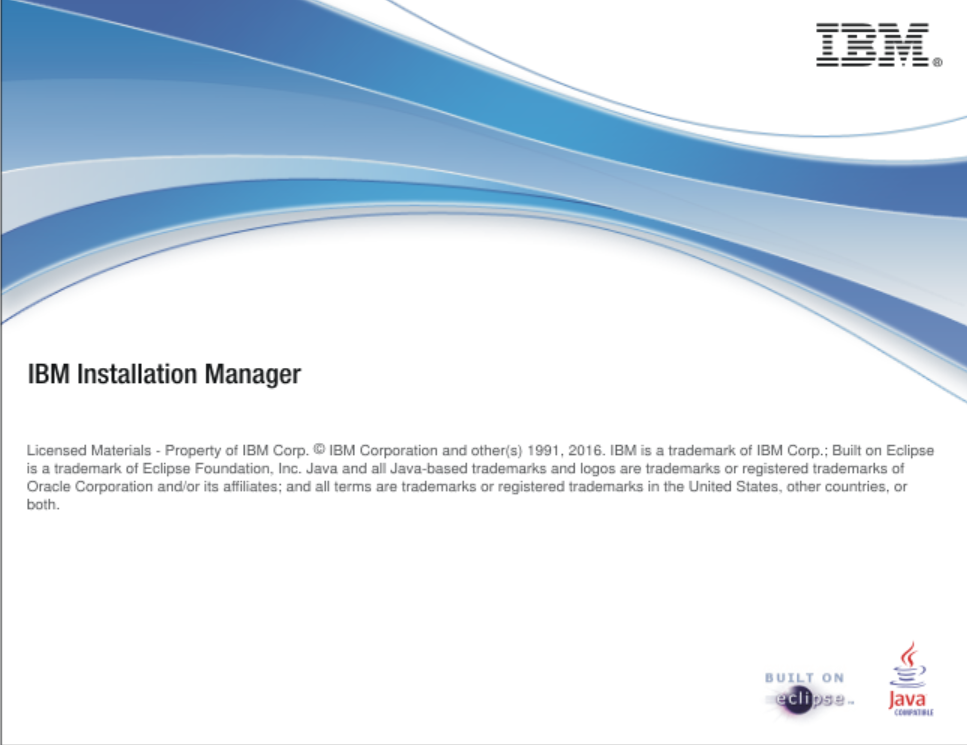 IBM®
IBM Installation Manager
Licensed Materials - Property of IBM Corp. © IBM Corporation and other(s) 1991, 2016. IBM is a trademark of IBM Corp.; Built on Eclipse
is a trademark of Eclipse Foundation, Inc. Java and all Java-based trademarks and logos are trademarks or registered trademarks of
Oracle Corporation and/or its affiliates; and all terms are trademarks or registered trademarks in the United States, other countries, or
both.
BUILT ON
eclipse™
Java
COMPATIBLE